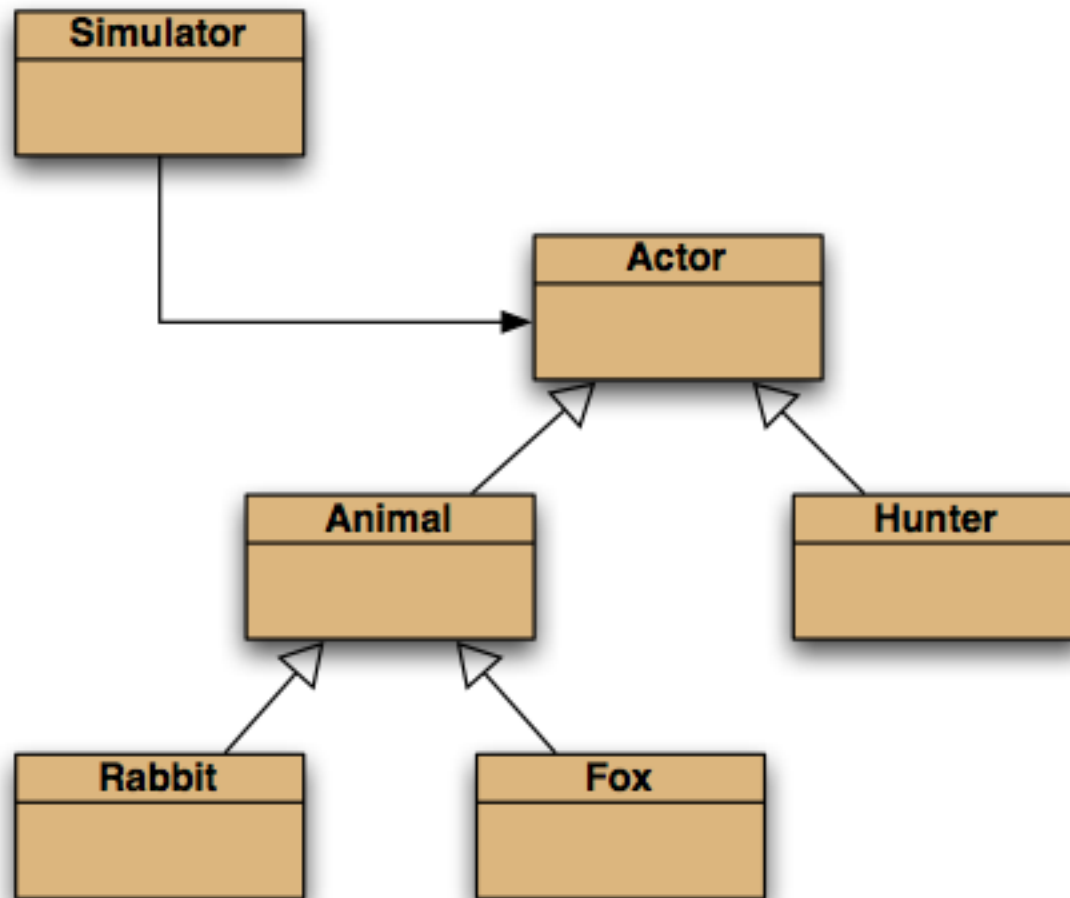 Simulator
Actor
Animal
Hunter
Rabbit
Fox